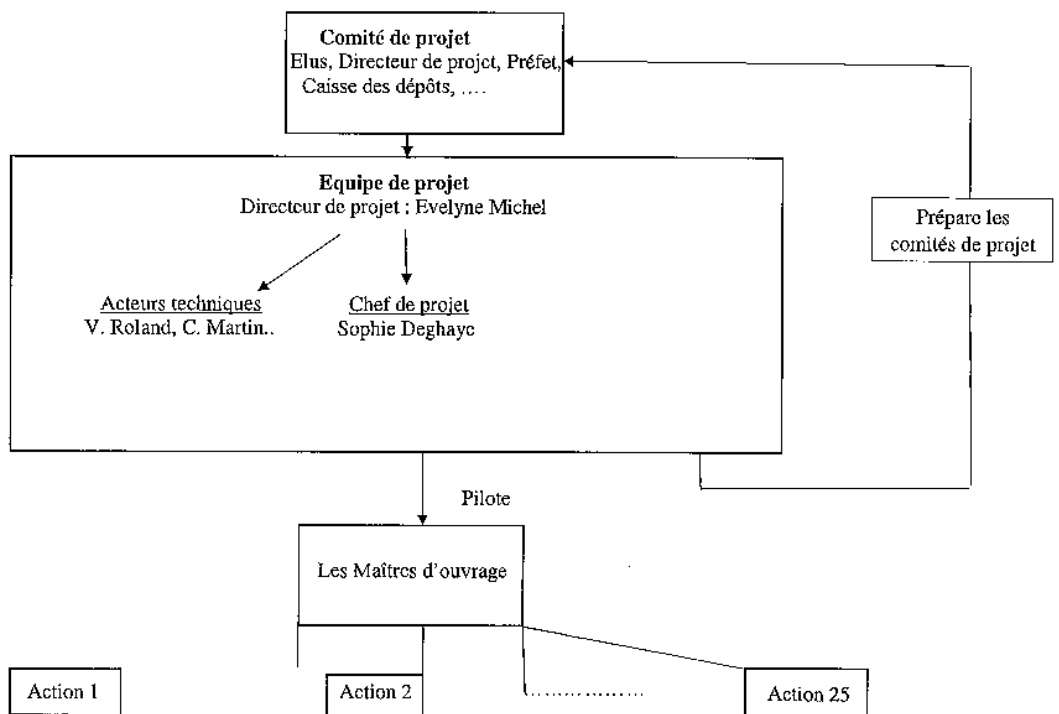 Comité de projet
Elus, Directeur de projet, Préfet,
Caisse des dépôts, ....
Equipe de projet
Directeur de projet : Evelyne Michel
Prépare les
comités de projet
Acteurs techniques
V. Roland, C. Martin..
Chef de projet
Sophie Deghaye
Pilote
Les Maîtres d'ouvrage
Action 1
Action 2
Action 25